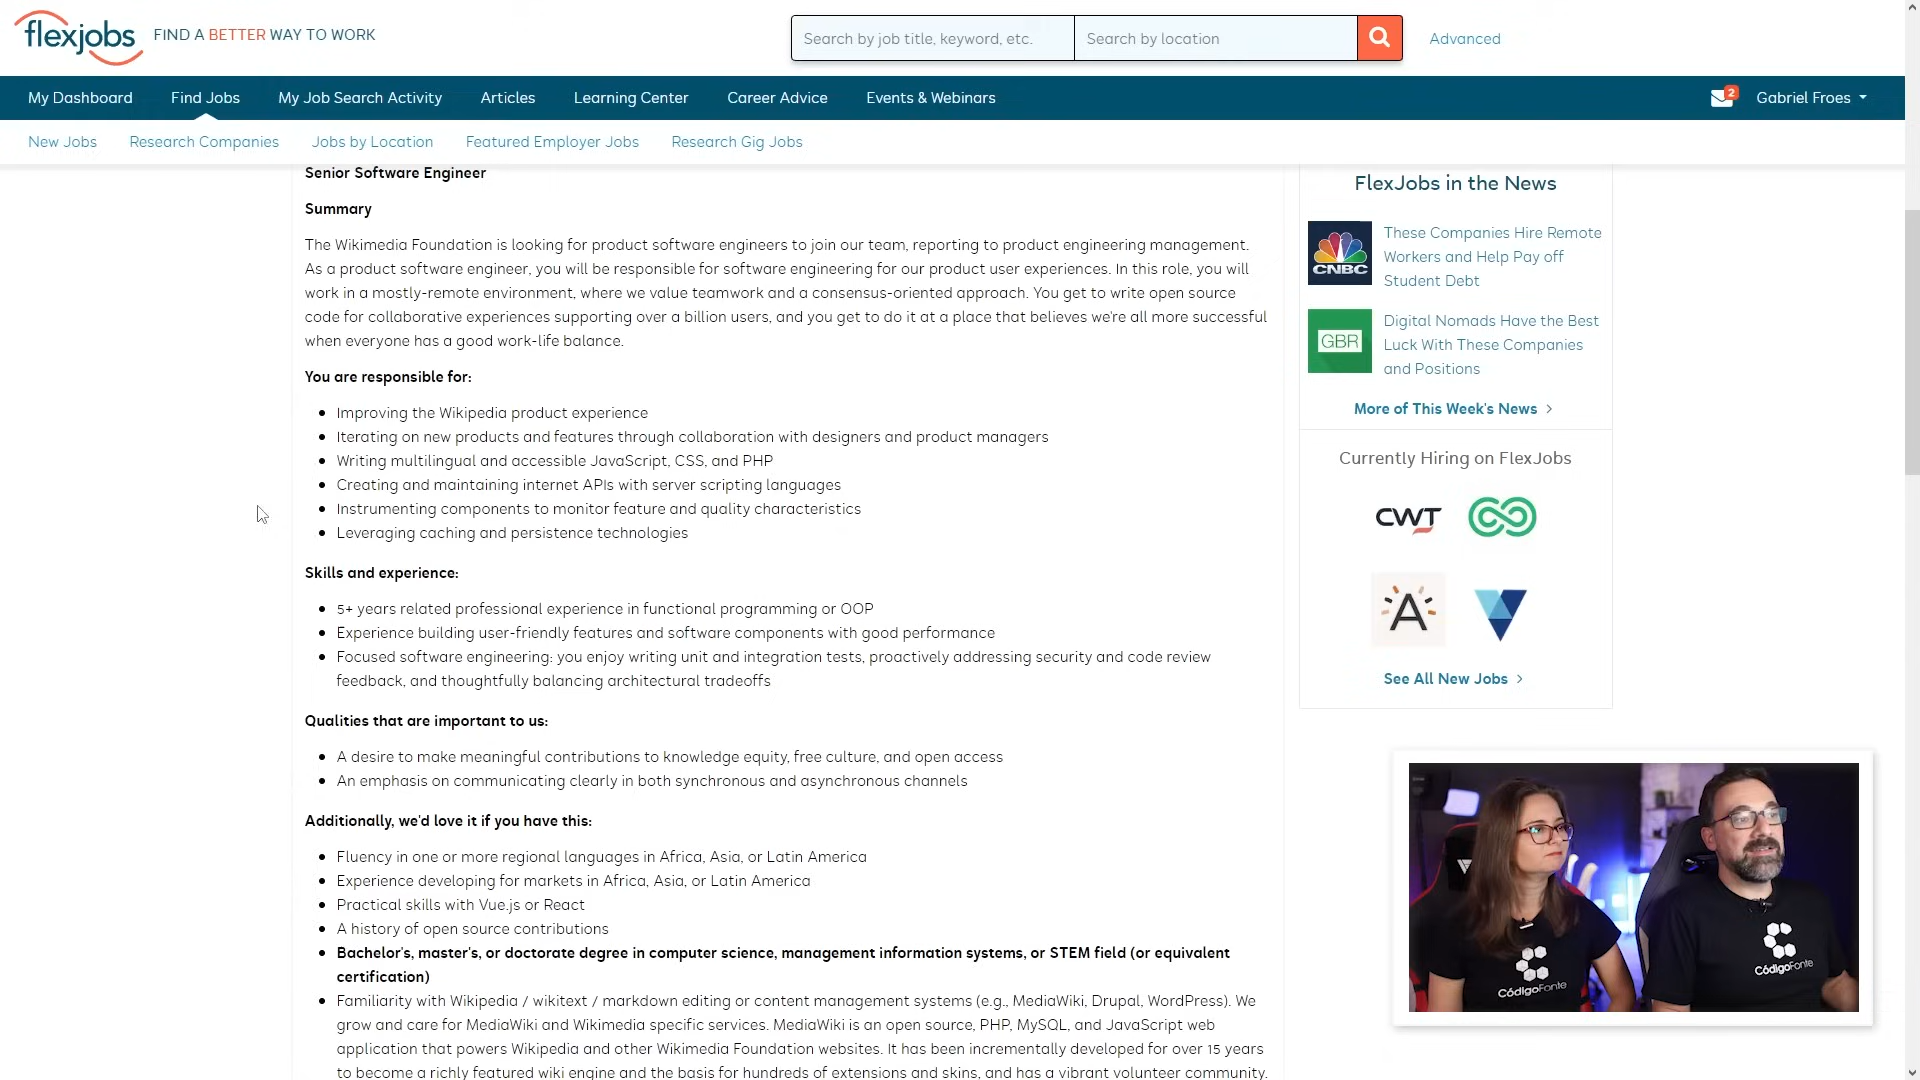 flexjobs
FIND A BETTER WAY TO WORK
Search by job title, keyword, etc.
Search by location
Advanced
My Dashboard
Find Jobs
My Job Search Activity
Articles
Learning Center
Career Advice
Events & Webinars
2
Gabriel Froes
New Jobs
Research Companies
Jobs by Location
Featured Employer Jobs
Research Gig Jobs
Senior Software Engineer
Summary
The Wikimedia Foundation is looking for product software engineers to join our team, reporting to product engineering management.
As a product software engineer, you will be responsible for software engineering for our product user experiences. In this role, you will
work in a mostly-remote environment, where we value teamwork and a consensus-oriented approach. You get to write open source
code for collaborative experiences supporting over a billion users, and you get to do it at a place that believes we're all more successful
when everyone has a good work-life balance.
You are responsible for:
Improving the Wikipedia product experience
Iterating on new products and features through collaboration with designers and product managers
Writing multilingual and accessible JavaScript, CSS, and PHP
Creating and maintaining internet APIs with server scripting languages
Instrumenting components to monitor feature and quality characteristics
Leveraging caching and persistence technologies
Skills and experience:
5+ years related professional experience in functional programming or OOP
Experience building user-friendly features and software components with good performance
Focused software engineering: you enjoy writing unit and integration tests, proactively addressing security and code review
feedback, and thoughtfully balancing architectural tradeoffs
Qualities that are important to us:
A desire to make meaningful contributions to knowledge equity, free culture, and open access
An emphasis on communicating clearly in both synchronous and asynchronous channels
Additionally, we'd love it if you have this:
Fluency in one or more regional languages in Africa, Asia, or Latin America
Experience developing for markets in Africa, Asia, or Latin America
Practical skills with Vue.js or React
A history of open source contributions
Bachelor's, master's, or doctorate degree in computer science, management information systems, or STEM field (or equivalent
certification)
Familiarity with Wikipedia / wikitext / markdown editing or content management systems (e.g., MediaWiki, Drupal, WordPress). We
grow and care for MediaWiki and Wikimedia specific services. MediaWiki is an open source, PHP, MySQL, and JavaScript web
application that powers Wikipedia and other Wikimedia Foundation websites. It has been incrementally developed for over 15 years
to become a richly featured wiki engine and the basis for hundreds of extensions and skins, and has a vibrant volunteer community.
FlexJobs in the News
CNBC
These Companies Hire Remote
Workers and Help Pay off
Student Debt
GBR
Digital Nomads Have the Best
Luck With These Companies
and Positions
More of This Week's News
Currently Hiring on FlexJobs
CWT
A
See All New Jobs
CódigoFonte
CódigoFonte